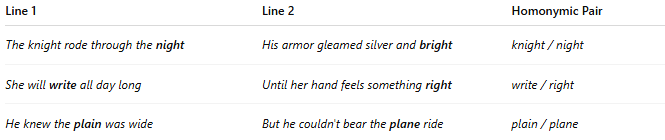 Line 1 Line 2 Homonymic Pair
The knight rode through the night His armor gleamed silver and bright knight / night
She will write all day long Until her hand feels something right write / right
He knew the plain was wide But he couldn't bear the plane ride plain / plane